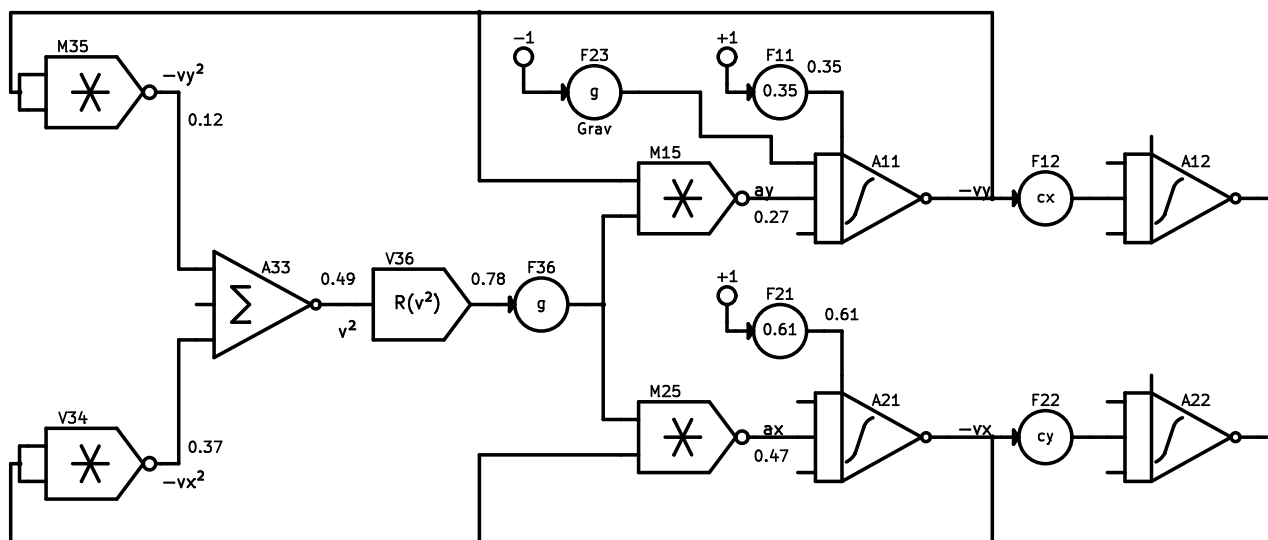 M35
−vy²
0.12
−1
F23
g
Grav
+1
F11
0.35
0.35
M15
ay
0.27
A11
−vy
F12
cx
A12
A33
0.49
v²
V36
R(v²)
0.78
F36
g
+1
F21
0.61
0.61
V34
0.37
−vx²
M25
ax
0.47
A21
−vx
F22
cy
A22